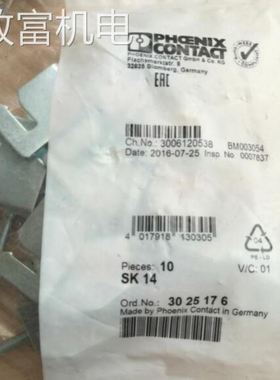 致富机电
PHŒNIX
CONTACT
PHOENIX CONTACT GmbH & Co. KG
Flachsmarktstr. 8
32825 Blomberg, Germany
EAC
Ch.No.: 3006120538 BM003054
Date: 2016-07-25 Insp No 0007837
4 017918 130305
04
PE-LD
Pieces: 10
V/C: 01
SK 14
Ord.No.: 30 25 17 6
Made by Phoenix Contact in Germany